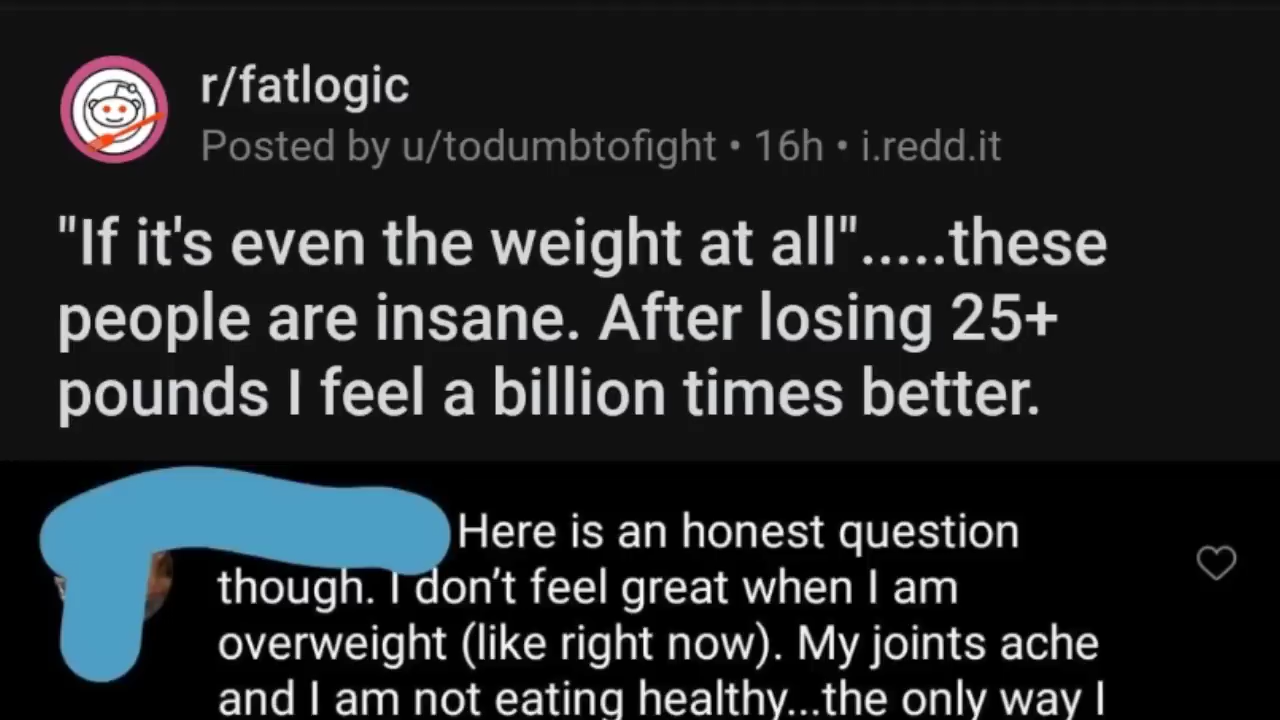 r/fatlogic
Posted by u/todumbtofight • 16h • i.redd.it
"If it's even the weight at all".....these
people are insane. After losing 25+
pounds I feel a billion times better.
Here is an honest question
though. I don’t feel great when I am
overweight (like right now). My joints ache
and I am not eating healthy...the only way I